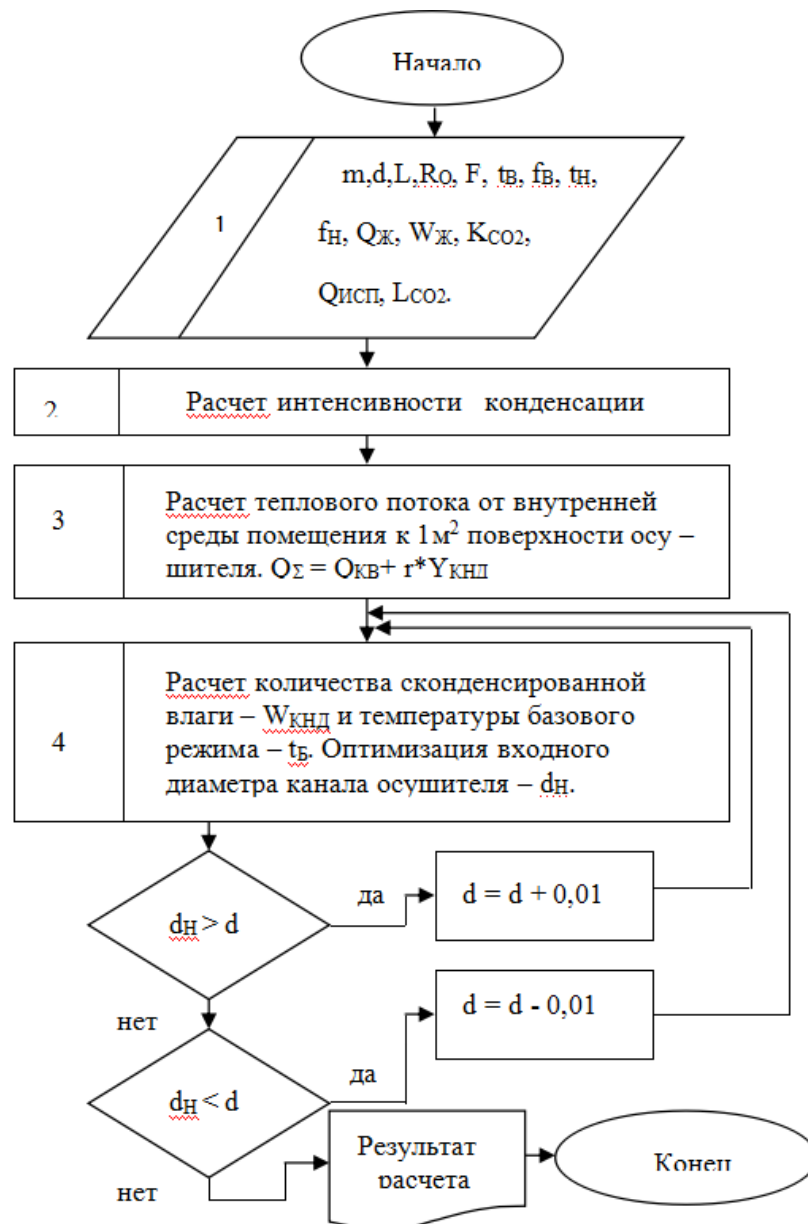 Начало
m,d,L,RО, F, tВ, fВ, tН,
1
fН, QЖ, WЖ, KCO2,
QИСП, LCO2.
2
Расчет интенсивности конденсации
3
Расчет теплового потока от внутренней
среды помещения к 1м² поверхности осу –
шителя. QΣ = QКВ+ r*YКНД
4
Расчет количества сконденсированной
влаги – WКНД и температуры базового
режима – tБ. Оптимизация входного
диаметра канала осушителя – dН.
dН > d
да
d = d + 0,01
нет
dН < d
да
d = d - 0,01
нет
Результат
расчета
Конец